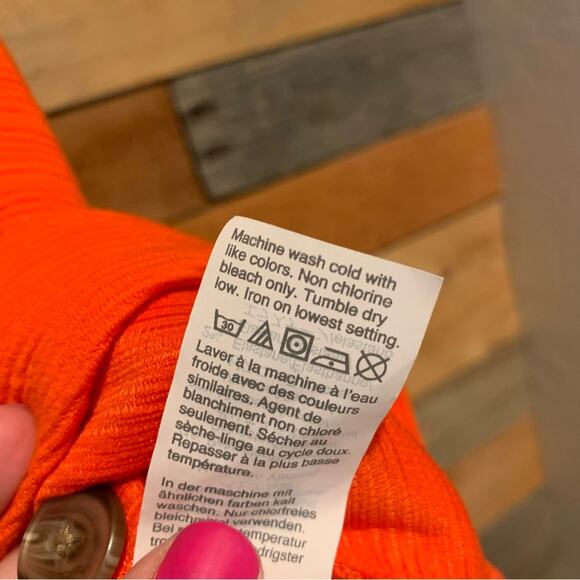 Machine wash cold with
like colors. Non chlorine
bleach only. Tumble dry
low. Iron on lowest setting.
30
Laver à la machine à l'eau
froide avec des couleurs
similaires. Agent de
blanchiment non chloré
seulement. Sécher au
sèche-linge au cycle doux.
Repasser à la plus basse
température.
In der maschine mit
ähnlichen farben kalt
waschen. Nur chlorfreies
bleichmittel verwenden.
Bei temperatur